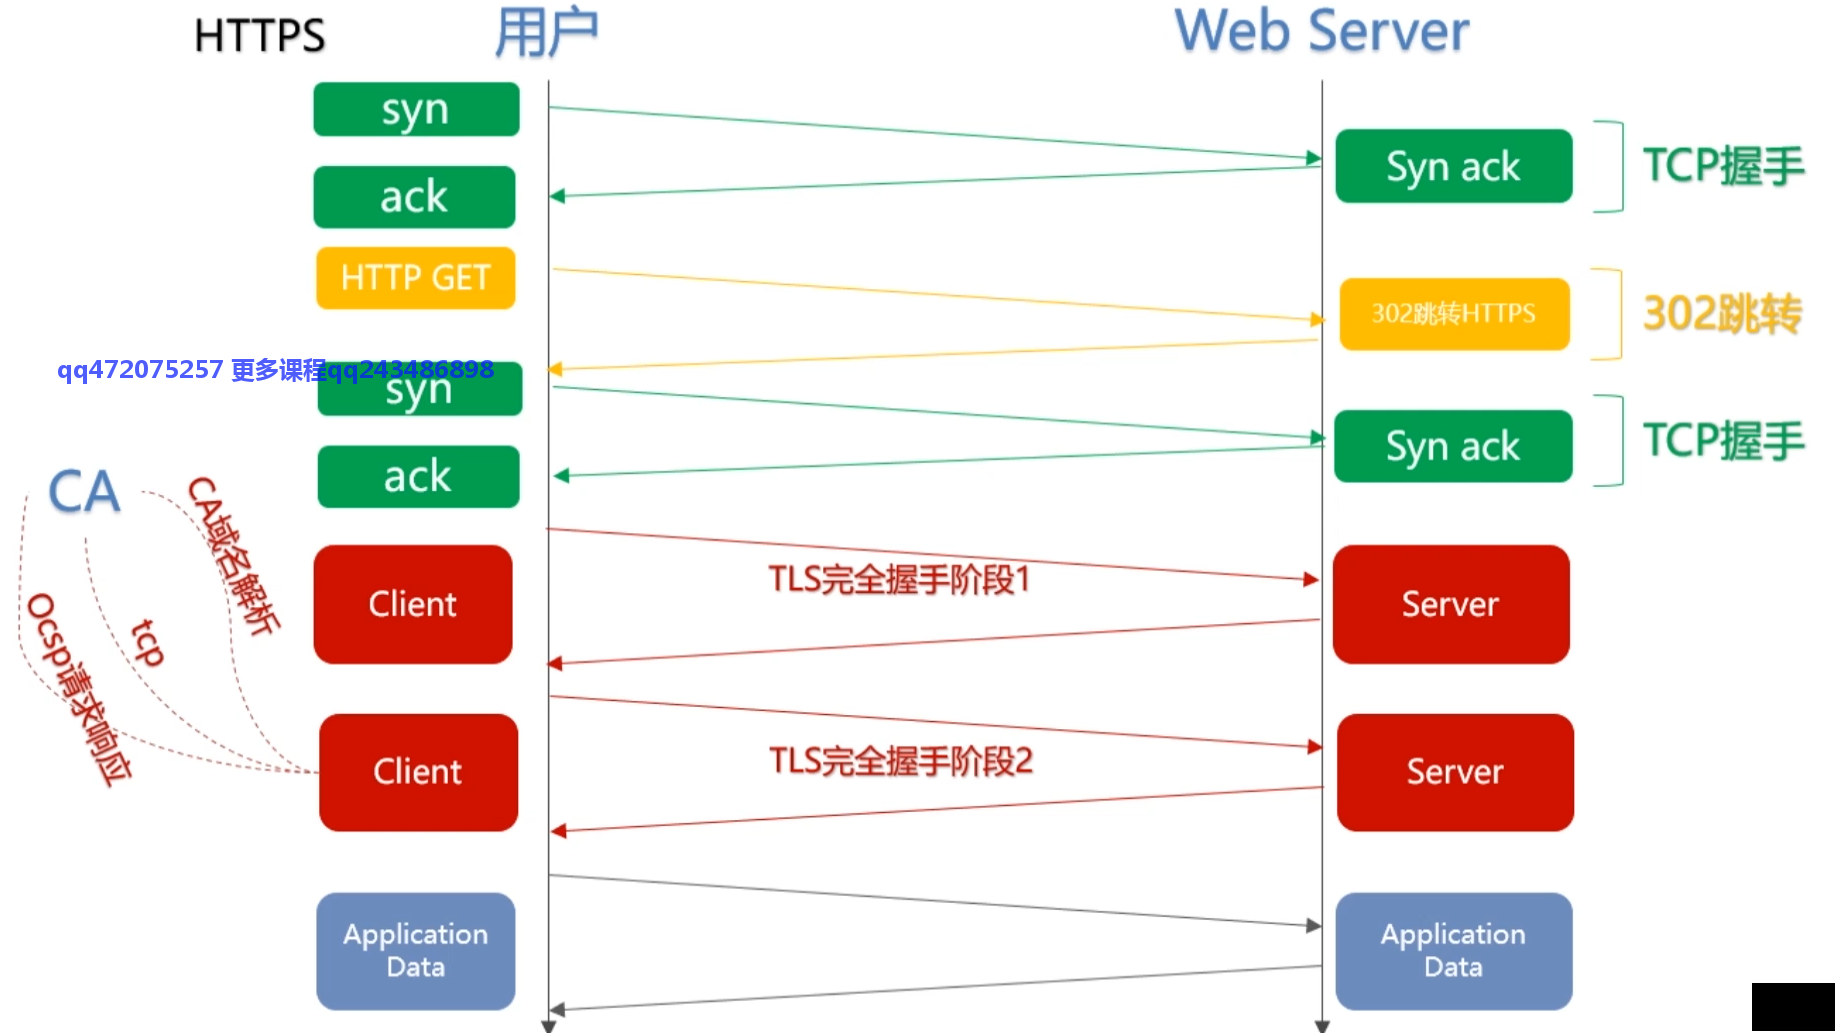 HTTPS
用户
Web Server
syn
Syn ack
TCP握手
ack
HTTP GET
302跳转HTTPS
302跳转
qq472075257 更多课程qq243486898
syn
Syn ack
TCP握手
ack
CA
CA域名解析
tcp
Ocsp请求响应
Client
TLS完全握手阶段1
Server
Client
TLS完全握手阶段2
Server
Application
Data
Application
Data